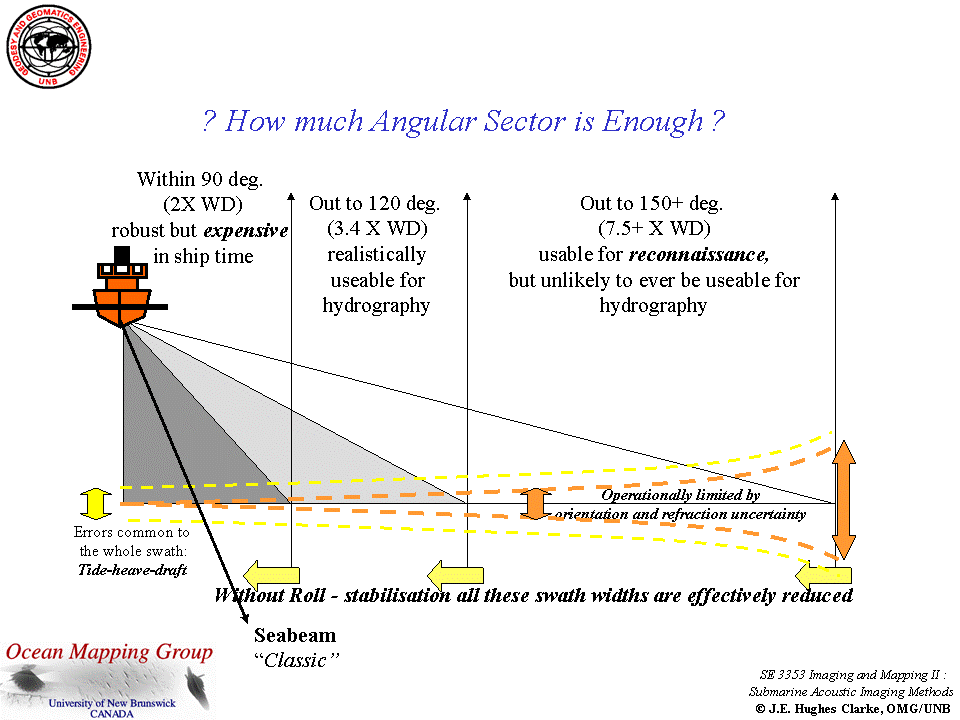 GEODESY AND GEOMATICS ENGINEERING
UNB
? How much Angular Sector is Enough ?
Within 90 deg.
(2X WD)
robust but expensive
in ship time
Out to 120 deg.
(3.4 X WD)
realistically
useable for
hydrography
Out to 150+ deg.
(7.5+ X WD)
usable for reconnaissance,
but unlikely to ever be useable for
hydrography
Operationally limited by
orientation and refraction uncertainty
Errors common to
the whole swath:
Tide-heave-draft
Without Roll - stabilisation all these swath widths are effectively reduced
Seabeam
“Classic”
Ocean Mapping Group
University of New Brunswick
CANADA
SE 3353 Imaging and Mapping II :
Submarine Acoustic Imaging Methods
© J.E. Hughes Clarke, OMG/UNB